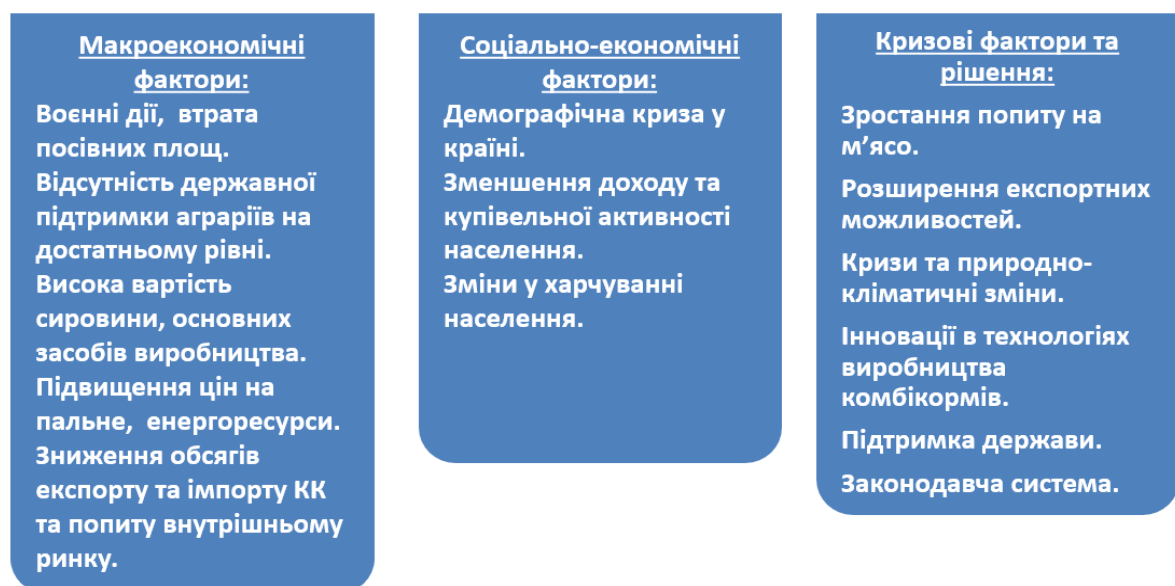 Макроекономічні
фактори:
Воєнні дії, втрата
посівних площ.
Відсутність державної
підтримки аграріїв на
достатньому рівні.
Висока вартість
сировини, основних
засобів виробництва.
Підвищення цін на
пальне, енергоресурси.
Зниження обсягів
експорту та імпорту КК
та попиту внутрішньому
ринку.
Соціально-економічні
фактори:
Демографічна криза у
країні.
Зменшення доходу та
купівельної активності
населення.
Зміни у харчуванні
населення.
Кризові фактори та
рішення:
Зростання попиту на
м’ясо.
Розширення експортних
можливостей.
Кризи та природно-
кліматичні зміни.
Інновації в технологіях
виробництва
комбікормів.
Підтримка держави.
Законодавча система.